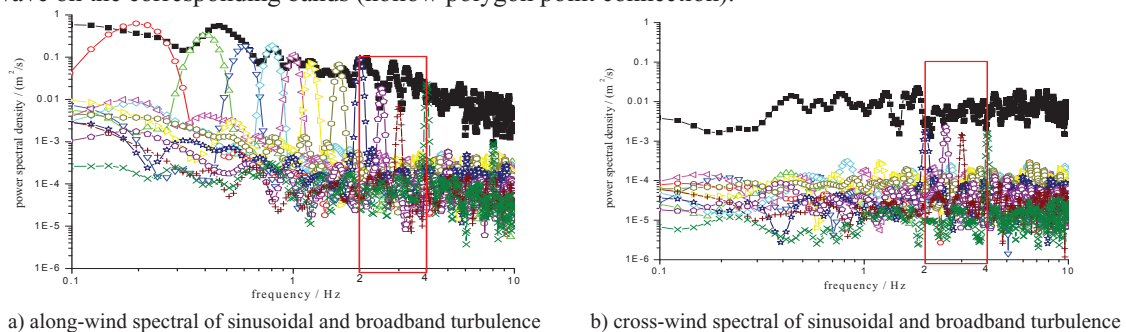 wave on the corresponding bands (hollow polygon point connection).
power spectral density / (m²/s)
1
0.1
0.01
1E-3
1E-4
1E-5
1E-6
0.1
1
2
4
10
frequency / Hz
power spectral density / (m²/s)
1
0.1
0.01
1E-3
1E-4
1E-5
1E-6
0.1
1
2
4
10
frequency / Hz
a) along-wind spectral of sinusoidal and broadband turbulence
b) cross-wind spectral of sinusoidal and broadband turbulence